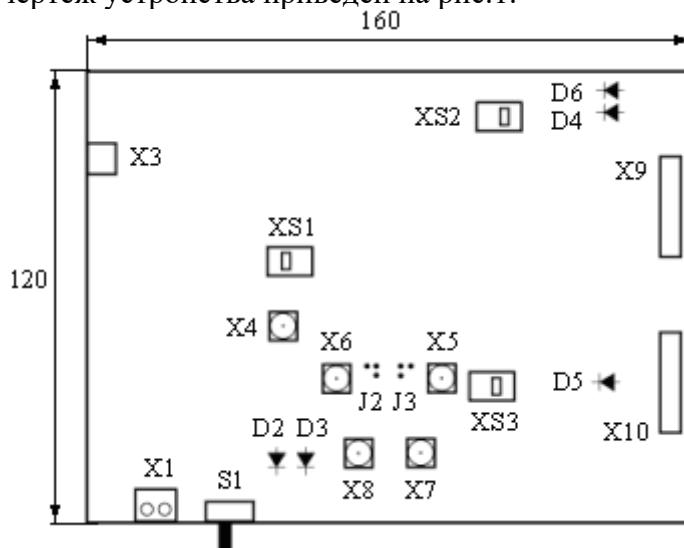 чертеж устройства приведен на рис.1.
160
D6
XS2
D4
X3
X9
XS1
120
X4
X6
X5
J2 J3
D5
XS3
D2 D3
X10
X1
S1
X8
X7